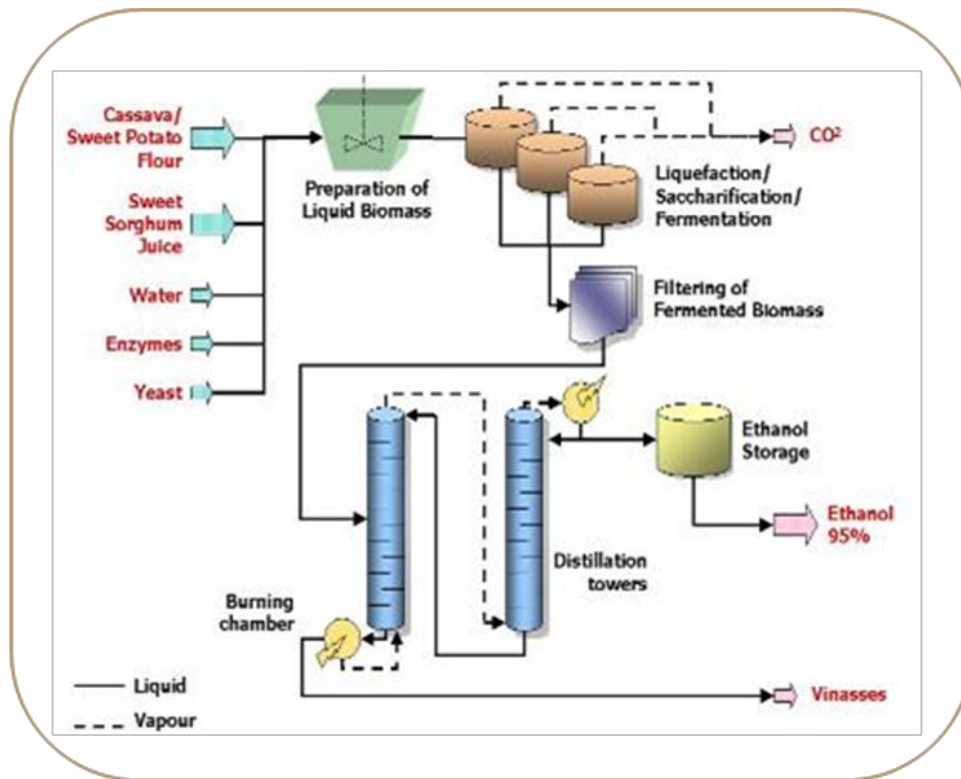 Cassava/
Sweet Potato
Flour
Sweet
Sorghum
Juice
Water
Enzymes
Yeast
Preparation of
Liquid Biomass
CO²
Liquefaction/
Saccharification/
Fermentation
Filtering of
Fermented Biomass
Ethanol
Storage
Ethanol
95%
Distillation
towers
Burning
chamber
Liquid
Vapour
Vinasses